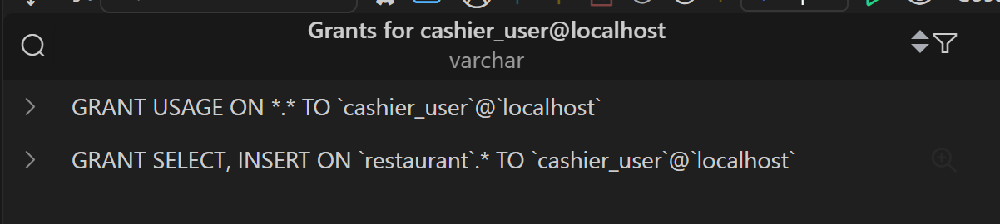 Grants for cashier_user@localhost
varchar
GRANT USAGE ON *.* TO `cashier_user`@`localhost`
GRANT SELECT, INSERT ON `restaurant`.* TO `cashier_user`@`localhost`